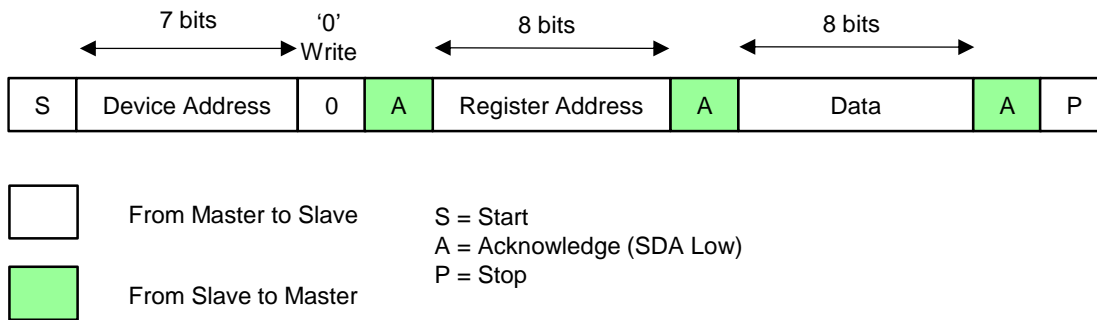 7 bits
‘0’
Write
8 bits
8 bits
S Device Address 0 A Register Address A Data A P
From Master to Slave
From Slave to Master
S = Start
A = Acknowledge (SDA Low)
P = Stop